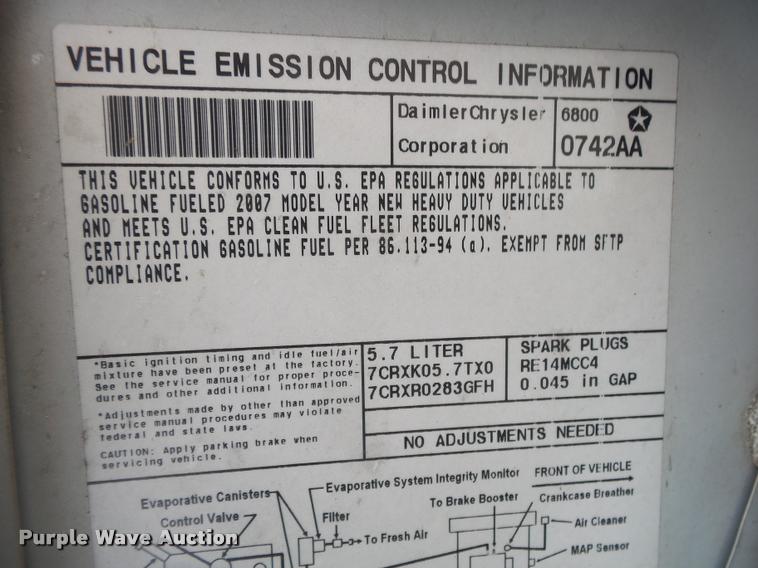 VEHICLE EMISSION CONTROL INFORMATION
DaimlerChrysler
Corporation
6800
0742AA
THIS VEHICLE CONFORMS TO U.S. EPA REGULATIONS APPLICABLE TO
GASOLINE FUELED 2007 MODEL YEAR NEW HEAVY DUTY VEHICLES
AND MEETS U.S. EPA CLEAN FUEL FLEET REGULATIONS.
CERTIFICATION GASOLINE FUEL PER 86.113-94 (a). EXEMPT FROM SFTP
COMPLIANCE.
*Basic ignition timing and idle fuel/air
mixture have been preset at the factory.
See the service manual for proper proce-
dures and other additional information.
*Adjustments made by other than approved
service manual procedures may violate
federal and state laws.
CAUTION: Apply parking brake when
servicing vehicle.
5.7 LITER
7CRXK05.7TX0
7CRXR0283GFH
SPARK PLUGS
RE14MCC4
0.045 in GAP
NO ADJUSTMENTS NEEDED
Evaporative System Integrity Monitor
FRONT OF VEHICLE
Evaporative Canisters
To Brake Booster
Crankcase Breather
Control Valve
Filter
To Fresh Air
Air Cleaner
MAP Sensor
Purple Wave Auction